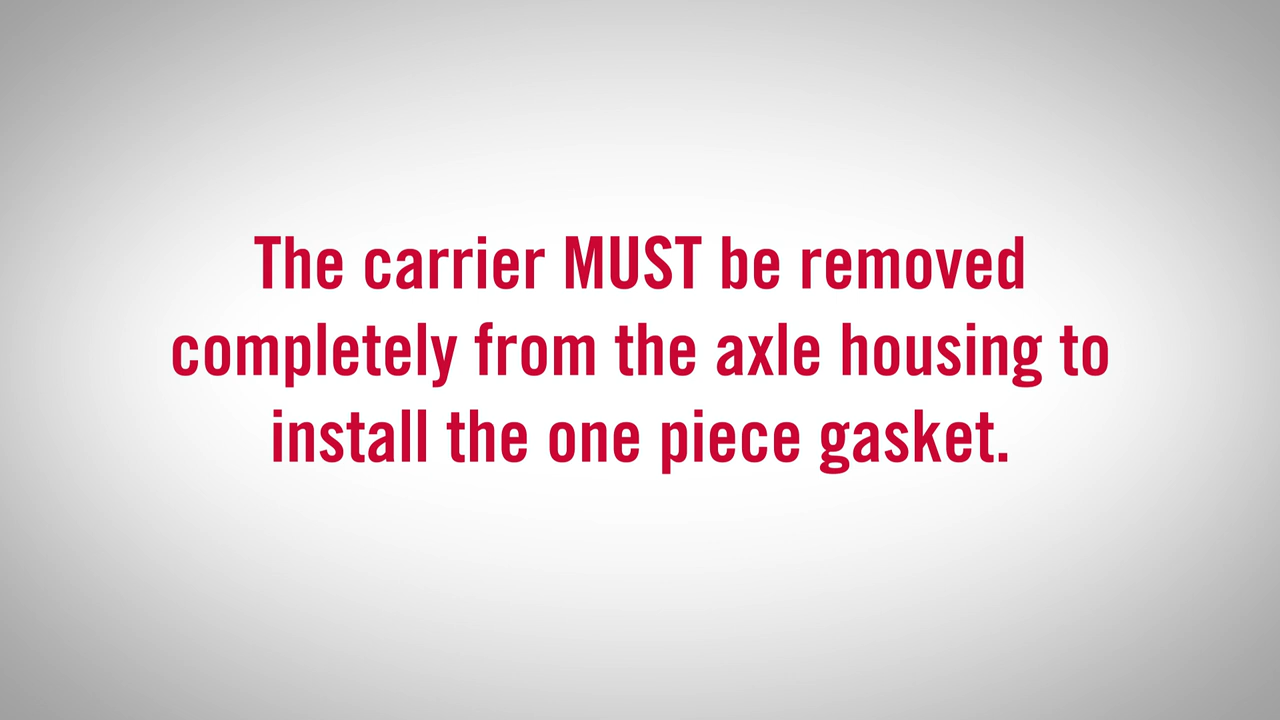 The carrier MUST be removed
completely from the axle housing to
install the one piece gasket.